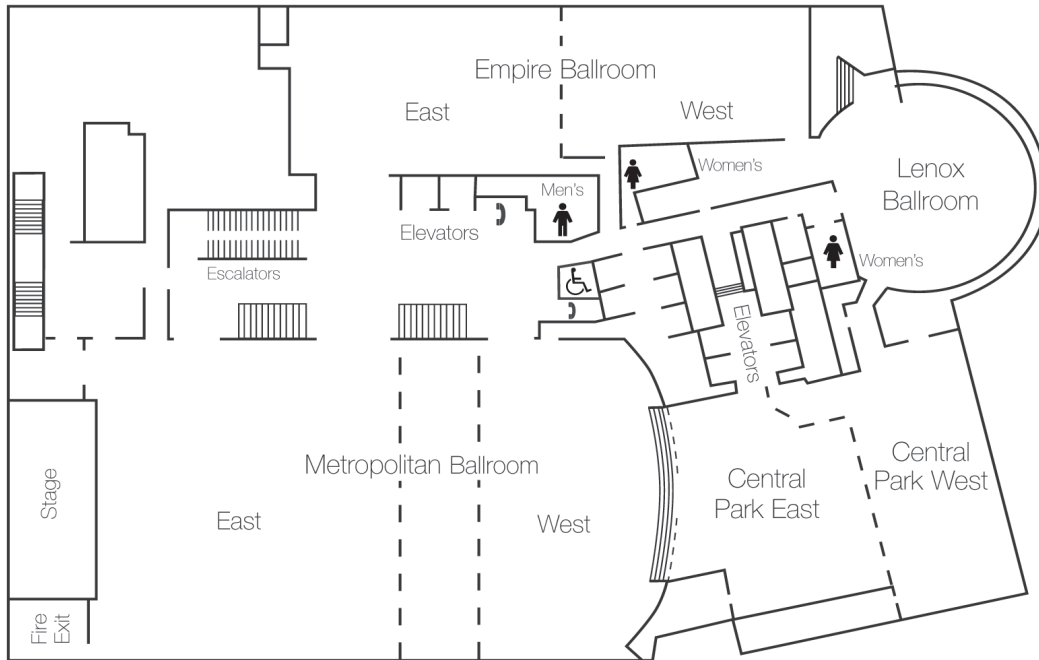 Empire Ballroom
East
West
Women's
Lenox
Ballroom
Men's
Elevators
Escalators
Women's
Elevators
Metropolitan Ballroom
East
West
Central
Park East
Central
Park West
Stage
Fire
Exit